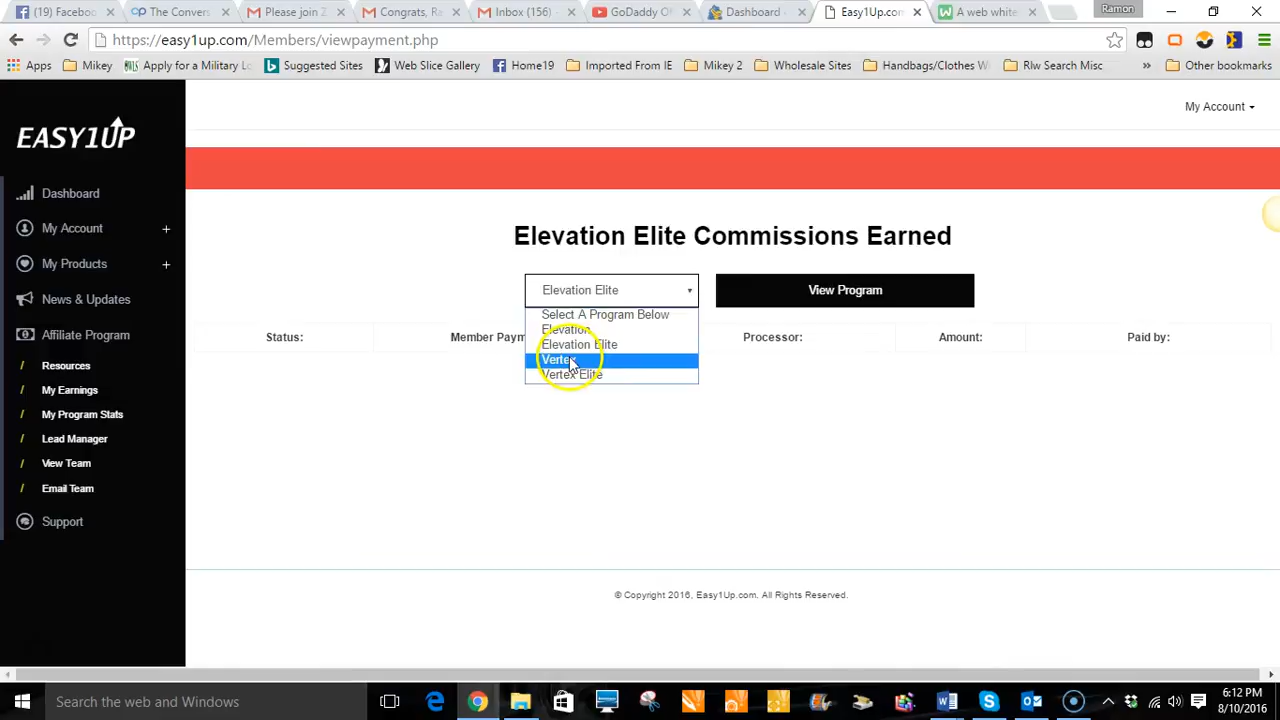 (19) Faceboo
The Convers
Please join Z
Congrats, Ra
Inbox (156) -
GoDaddy Of
Dashboard
Easy1Up.com
A web white
Ramon
https://easy1up.com/Members/viewpayment.php
Apps
Mikey
Apply for a Military Lo
Suggested Sites
Web Slice Gallery
Home19
Imported From IE
Mikey 2
Wholesale Sites
Handbags/Clothes W
Rlw Search Misc
»
Other bookmarks
EASY1UP
My Account
Dashboard
My Account +
My Products +
News & Updates
Affiliate Program
/ Resources
/ My Earnings
/ My Program Stats
/ Lead Manager
/ View Team
/ Email Team
Support
Elevation Elite Commissions Earned
Elevation Elite
View Program
Select A Program Below
Elevation
Elevation Elite
Vertex
Vertex Elite
Status:
Member Paym
Processor:
Amount:
Paid by:
© Copyright 2016, Easy1Up.com. All Rights Reserved.
Search the web and Windows
6:12 PM
8/10/2016